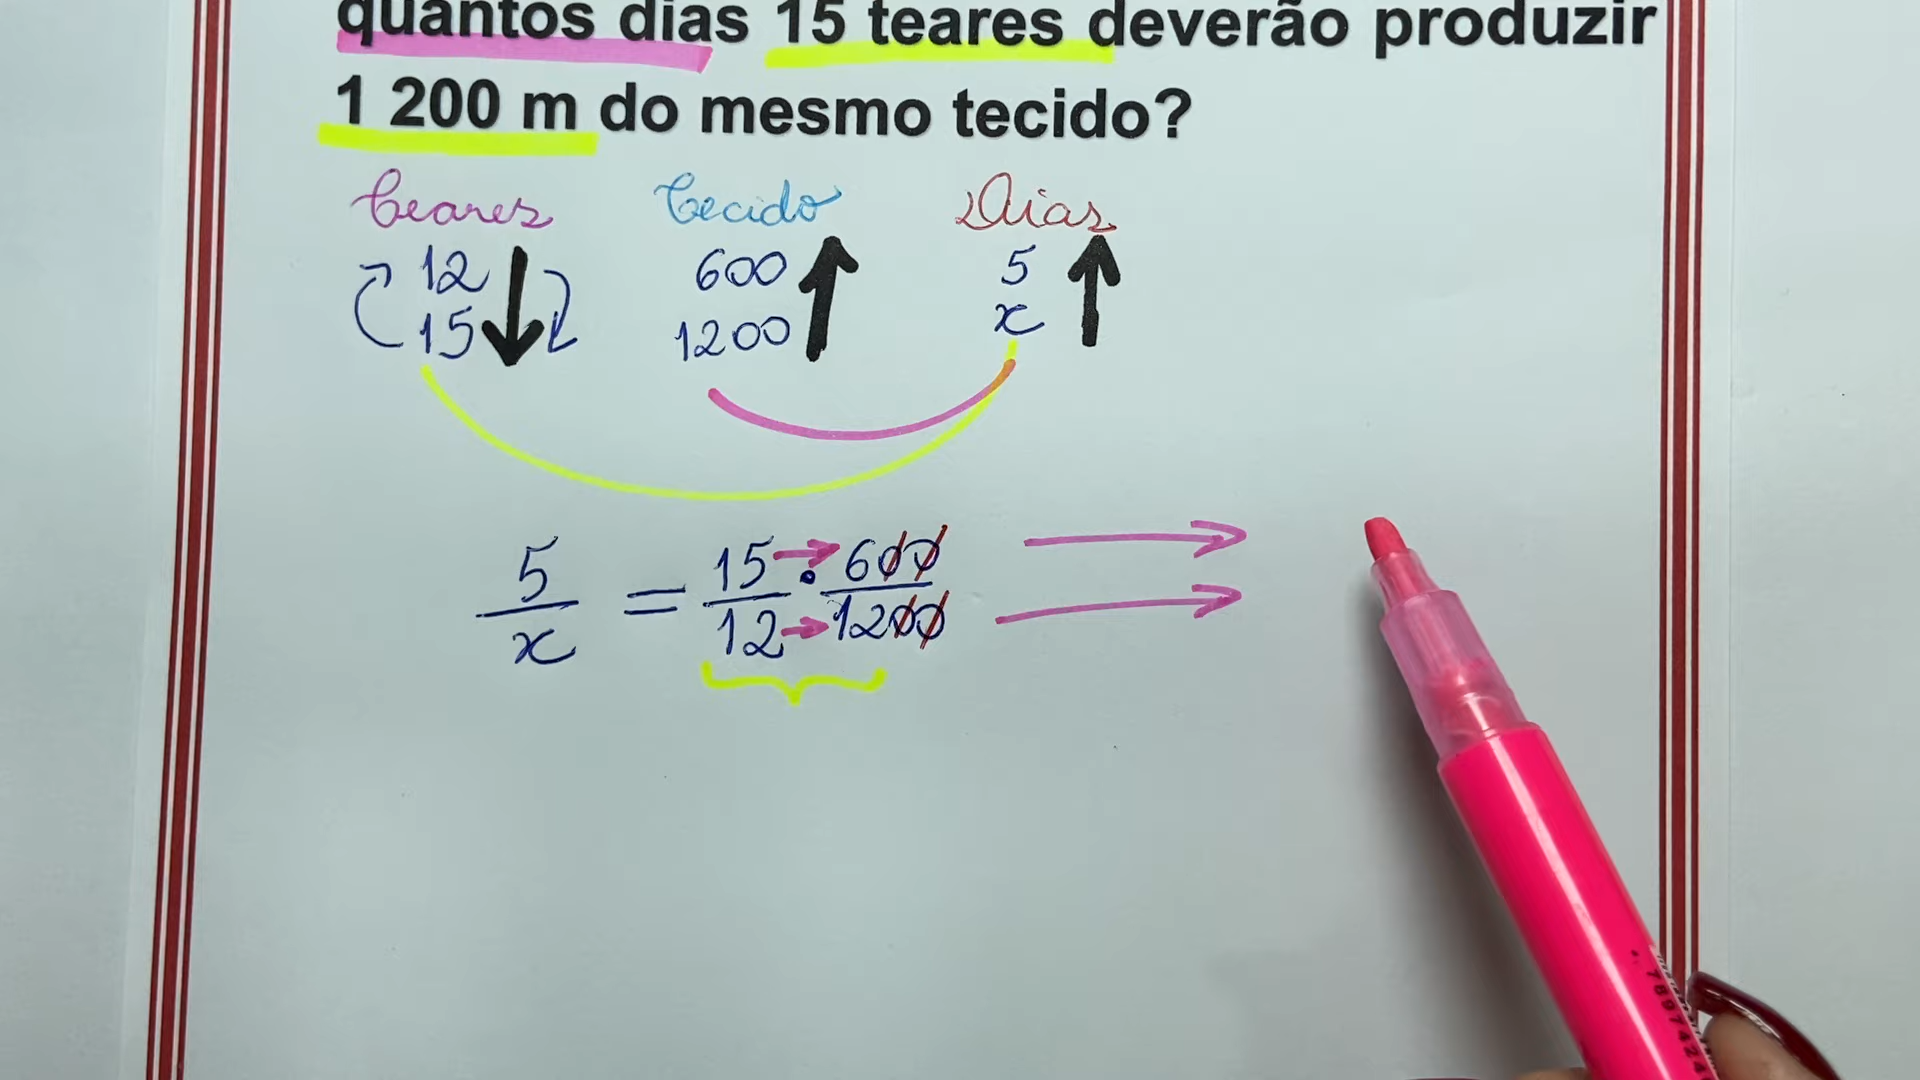 quantos dias 15 teares deverão produzir
1 200 m do mesmo tecido?
Teares Tecido Dias
12 600 5
15 1200 x
5/x = 15/12 . 600/1200